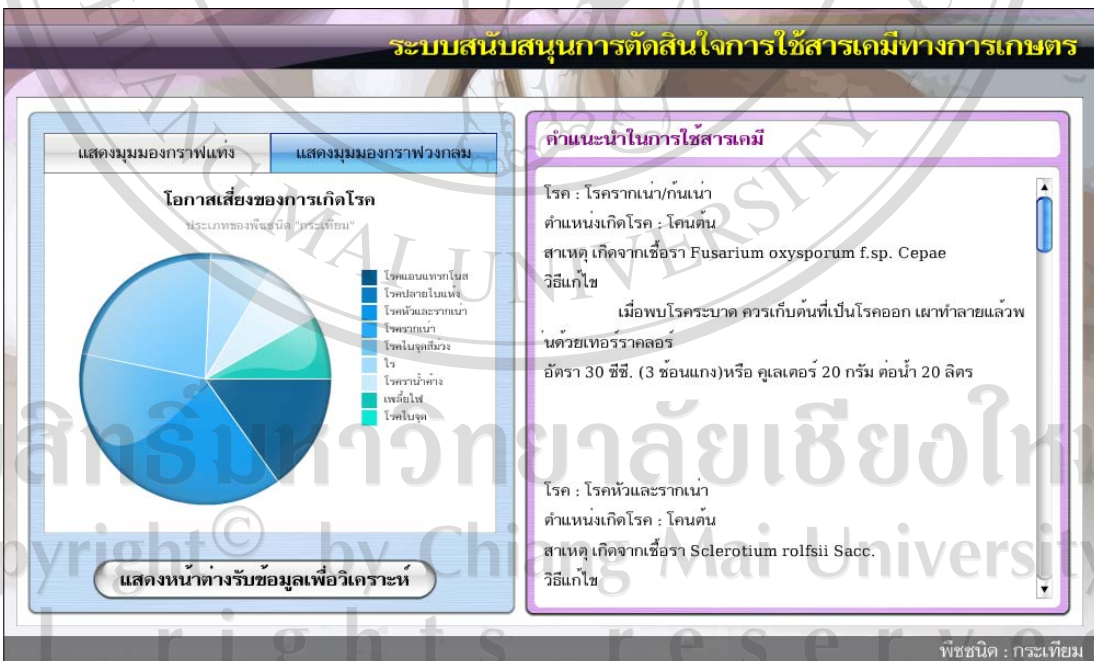 ระบบสนับสนุนการตัดสินใจการใช้สารเคมีทางการเกษตร
แสดงมุมมองกราฟแท่ง
แสดงมุมมองกราฟวงกลม
โอกาสเสี่ยงของการเกิดโรค
ประเภทของพืชชนิด "กระเทียม"
โรคแอนแทรกโนส
โรคปลายใบแห้ง
โรคหัวและรากเน่า
โรครากเน่า
โรคใบจุดสีม่วง
ไร
โรคราน้ำค้าง
เพลี้ยไฟ
โรคใบจุด
แสดงหน้าต่างรับข้อมูลเพื่อวิเคราะห์
คำแนะนำในการใช้สารเคมี
โรค : โรครากเน่า/ก้นเน่า
ตำแหน่งเกิดโรค : โคนต้น
สาเหตุ เกิดจากเชื้อรา Fusarium oxysporum f.sp. Cepae
วิธีแก้ไข
เมื่อพบโรคระบาด ควรเก็บต้นที่เป็นโรคออก เผาทำลายแล้วพ
่นด้วยเทอร์ราคลอร์
อัตรา 30 ซีซี. (3 ช้อนแกง)หรือ คูเลเตอร์ 20 กรัม ต่อน้ำ 20 ลิตร
โรค : โรคหัวและรากเน่า
ตำแหน่งเกิดโรค : โคนต้น
สาเหตุ เกิดจากเชื้อรา Sclerotium rolfsii Sacc.
วิธีแก้ไข
พืชชนิด : กระเทียม
ANG MAI UNIVERSITY
สิทธิ์มหาวิทยาลัยเชียงใหม
pyright © by Chiang Mai University
l rights reserve